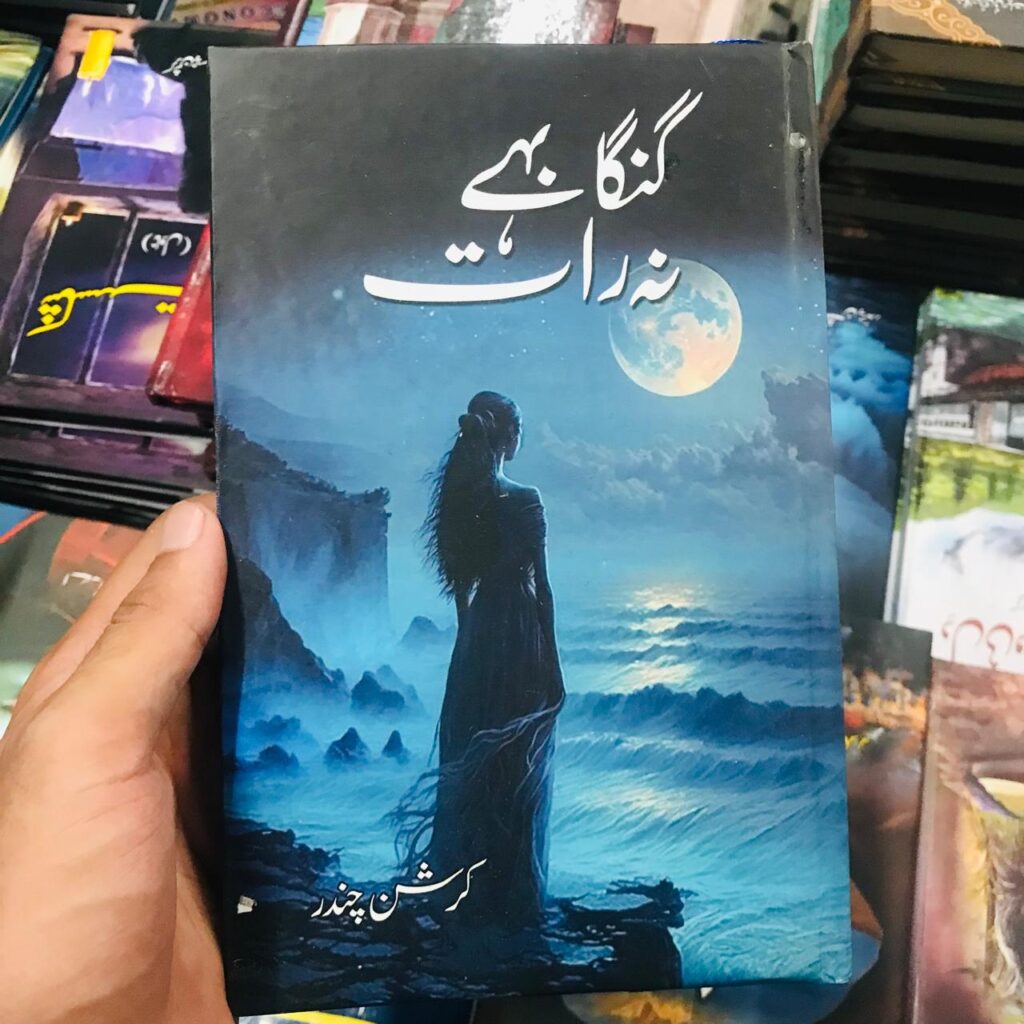 گنگا بہے
نہ رات
کرشن چندر